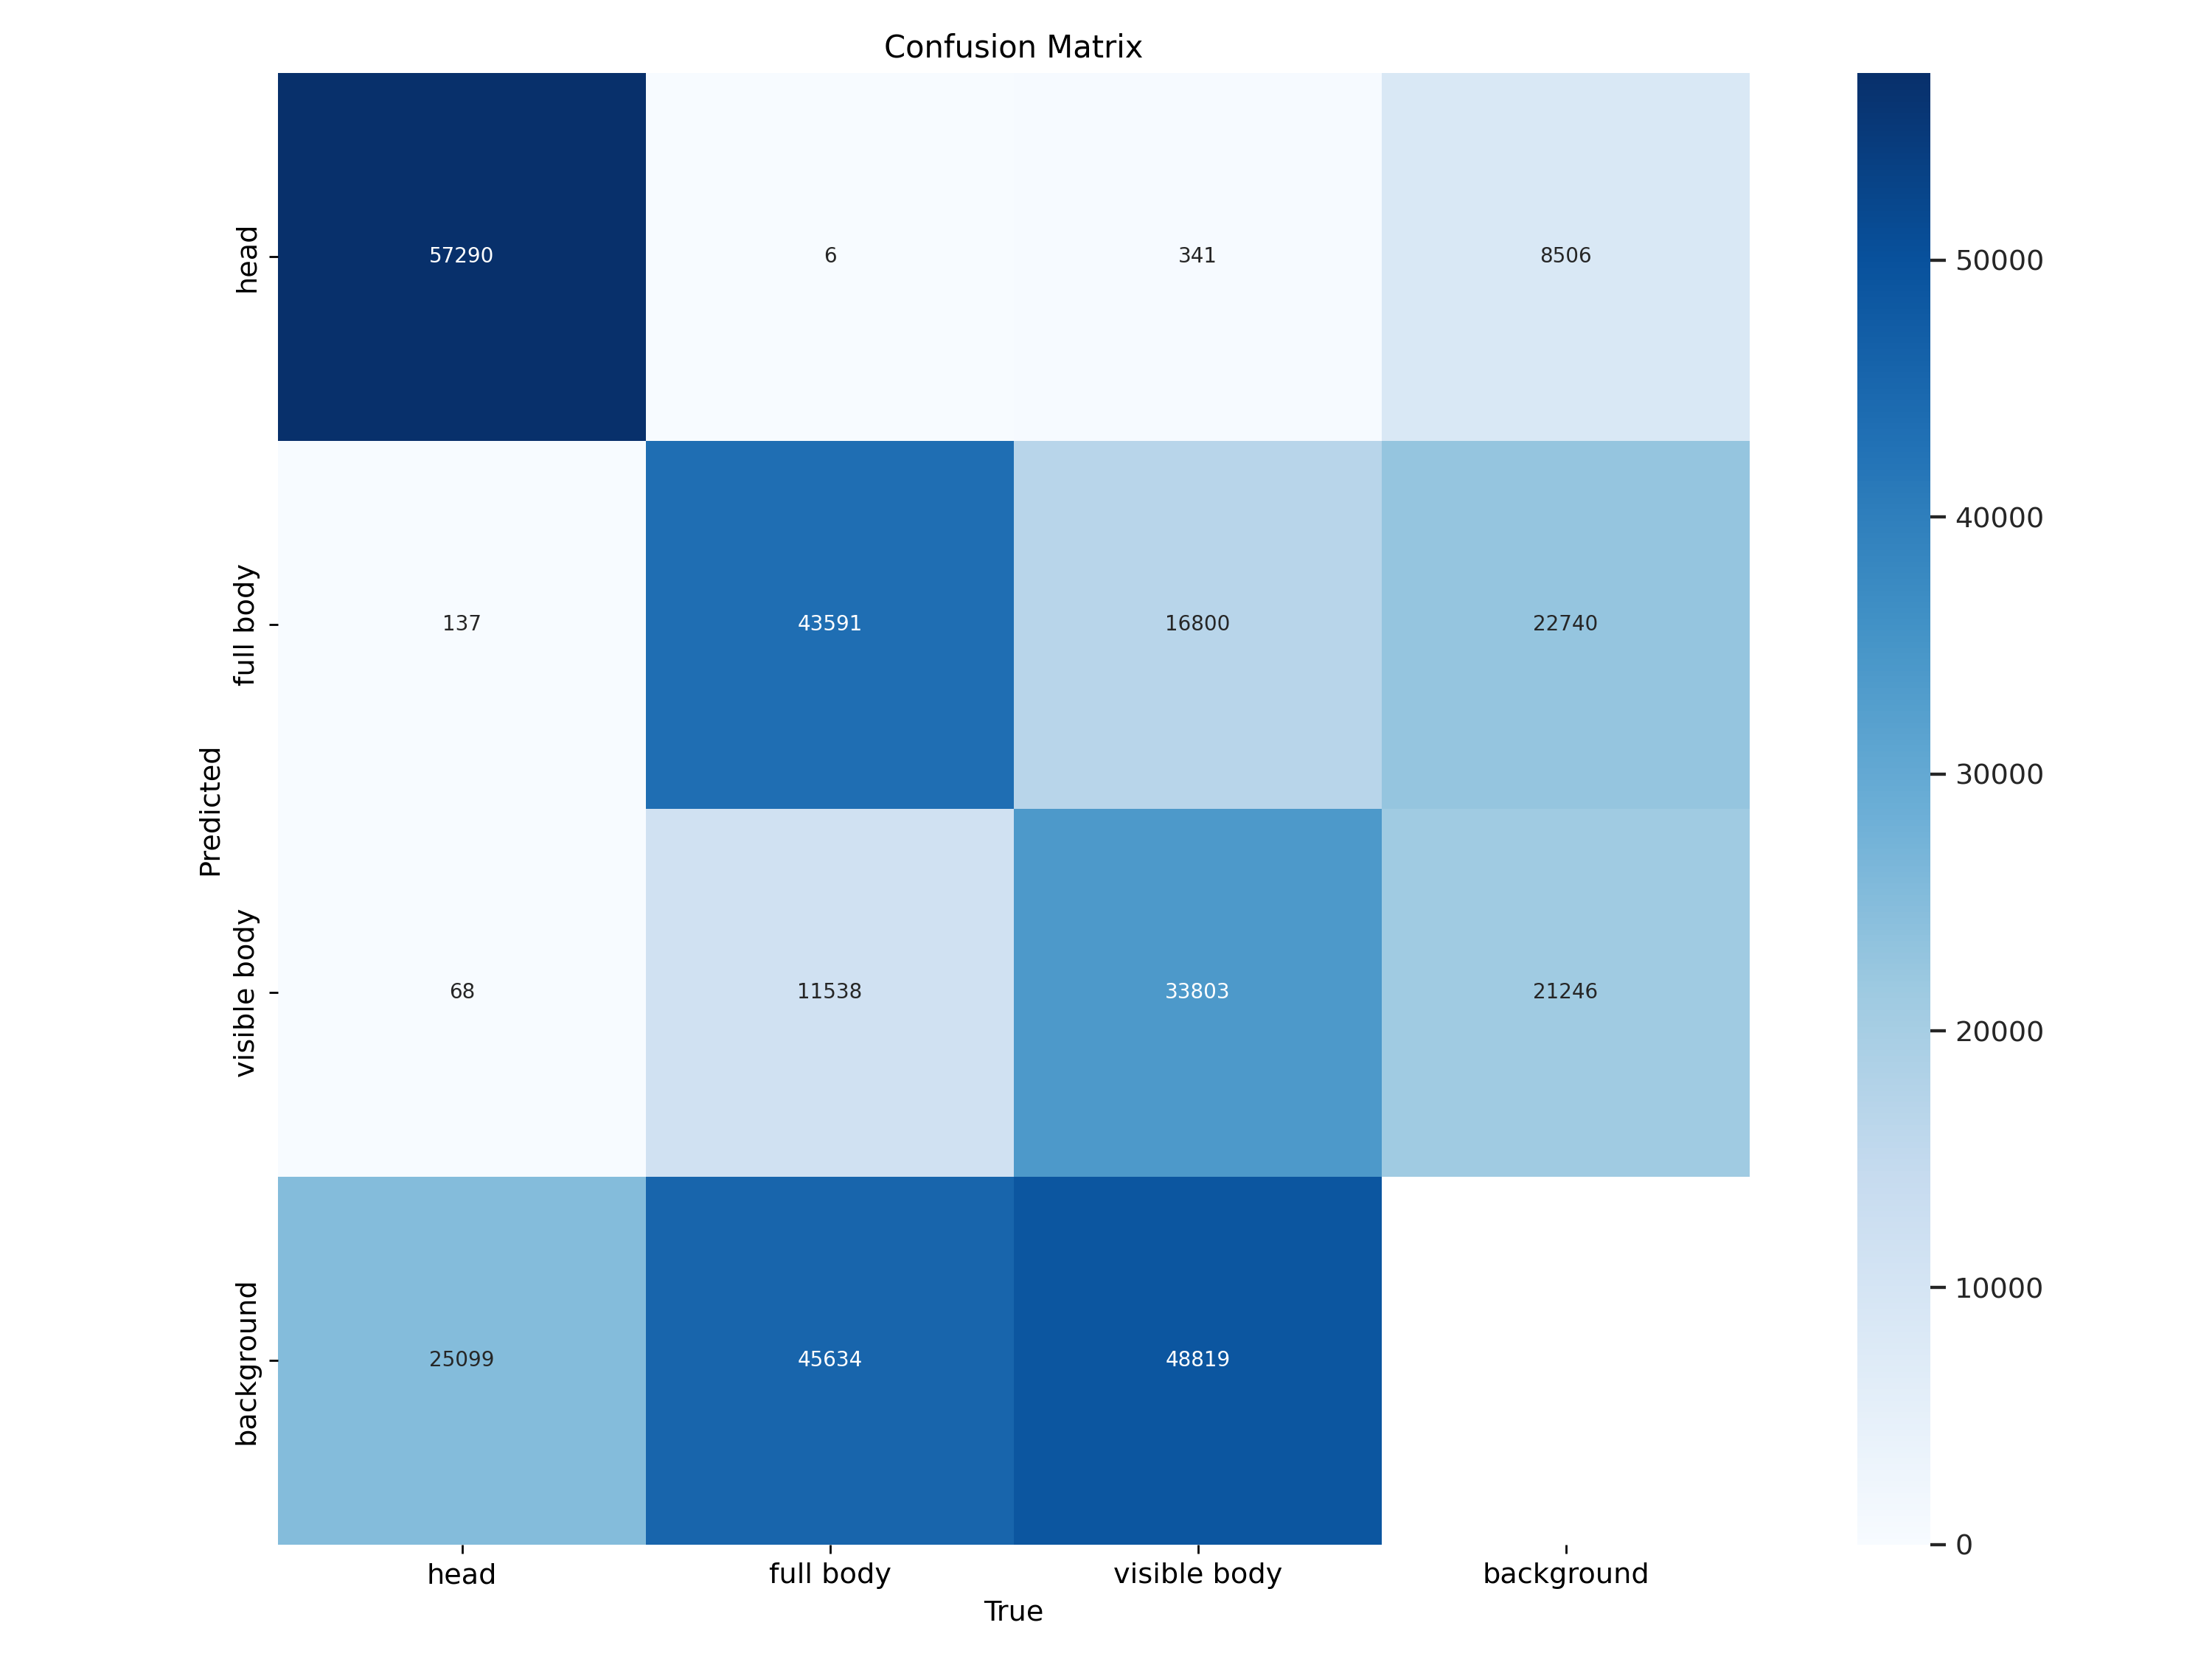 Confusion Matrix
head
57290
6
341
8506
50000
40000
full body
137
43591
16800
22740
30000
Predicted
visible body
68
11538
33803
21246
20000
10000
background
25099
45634
48819
0
head
full body
visible body
background
True